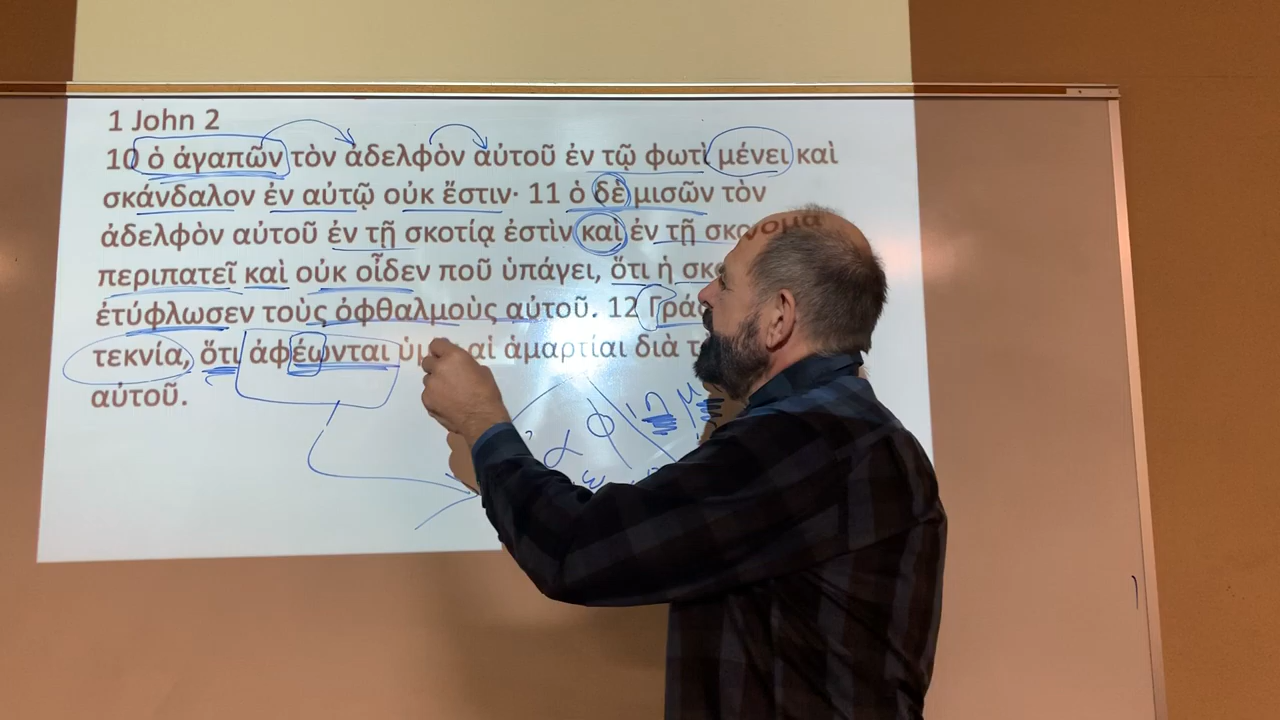 1 John 2
10 ὁ ἀγαπῶν τὸν ἀδελφὸν αὐτοῦ ἐν τῷ φωτὶ μένει καὶ
σκάνδαλον ἐν αὐτῷ οὐκ ἔστιν· 11 ὁ δὲ μισῶν τὸν
ἀδελφὸν αὐτοῦ ἐν τῇ σκοτίᾳ ἐστὶν καὶ ἐν τῇ
περιπατεῖ καὶ οὐκ οἶδεν ποῦ ὑπάγει, ὅτι ἡ
ἐτύφλωσεν τοὺς ὀφθαλμοὺς αὐτοῦ. 12
τεκνία, ὅτι ἀφέωνται αἱ ἁμαρτίαι διὰ
αὐτοῦ.